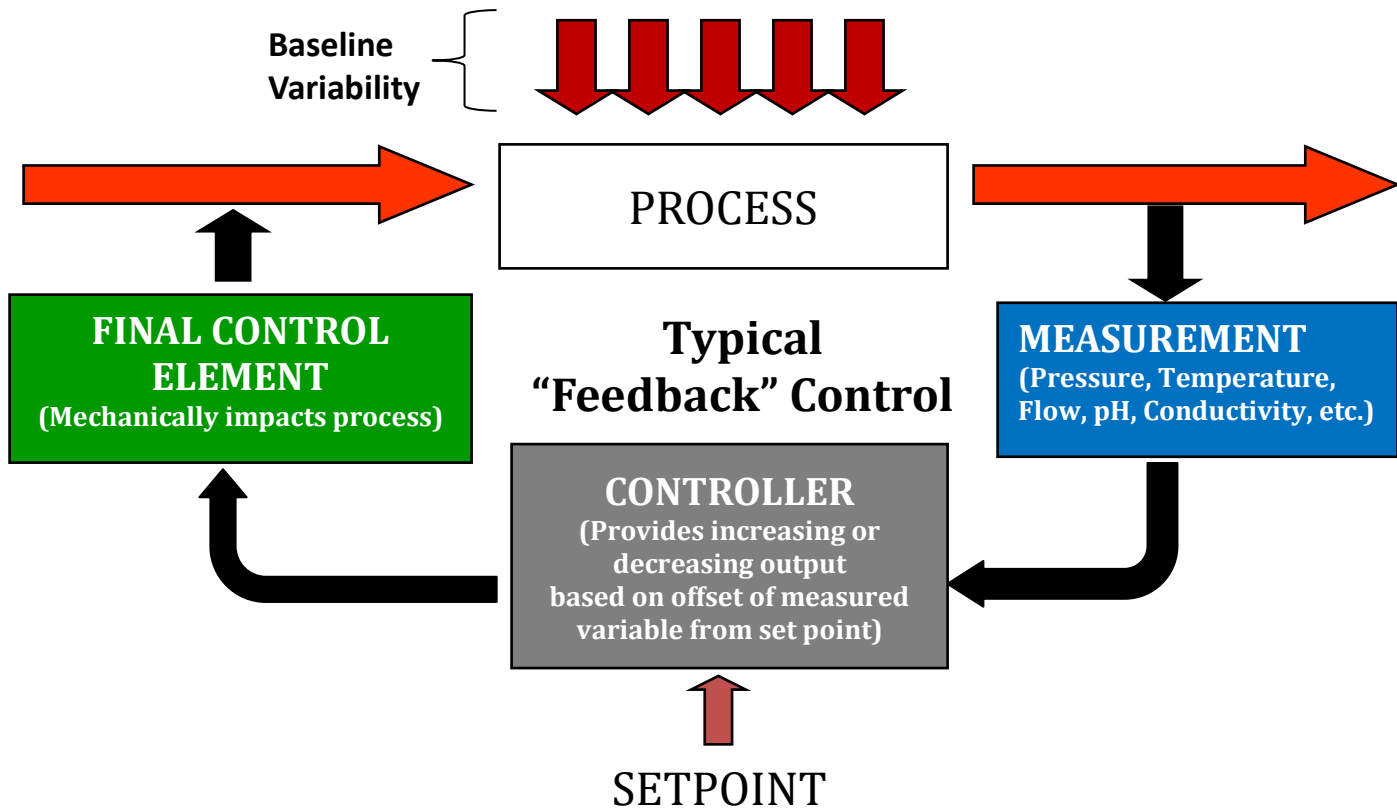 Baseline
Variability
PROCESS
FINAL CONTROL
ELEMENT
(Mechanically impacts process)
Typical
“Feedback” Control
MEASUREMENT
(Pressure, Temperature,
Flow, pH, Conductivity, etc.)
CONTROLLER
(Provides increasing or
decreasing output
based on offset of measured
variable from set point)
SETPOINT